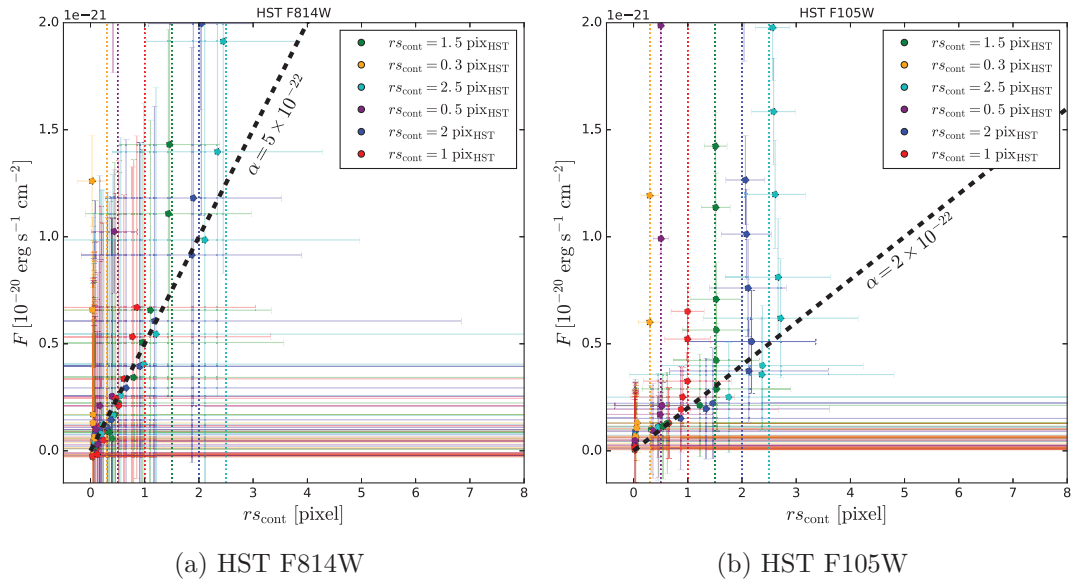 HST F814W
1e−21
2.0
1.5
1.0
0.5
0.0
F [10⁻²⁰ erg s⁻¹ cm⁻²]
rs_cont = 1.5 pix_HST
rs_cont = 0.3 pix_HST
rs_cont = 2.5 pix_HST
rs_cont = 0.5 pix_HST
rs_cont = 2 pix_HST
rs_cont = 1 pix_HST
α = 5 × 10⁻²²
0 1 2 3 4 5 6 7 8
rs_cont [pixel]
(a) HST F814W
HST F105W
1e−21
2.0
1.5
1.0
0.5
0.0
F [10⁻²⁰ erg s⁻¹ cm⁻²]
rs_cont = 1.5 pix_HST
rs_cont = 0.3 pix_HST
rs_cont = 2.5 pix_HST
rs_cont = 0.5 pix_HST
rs_cont = 2 pix_HST
rs_cont = 1 pix_HST
α = 2 × 10⁻²²
0 1 2 3 4 5 6 7 8
rs_cont [pixel]
(b) HST F105W